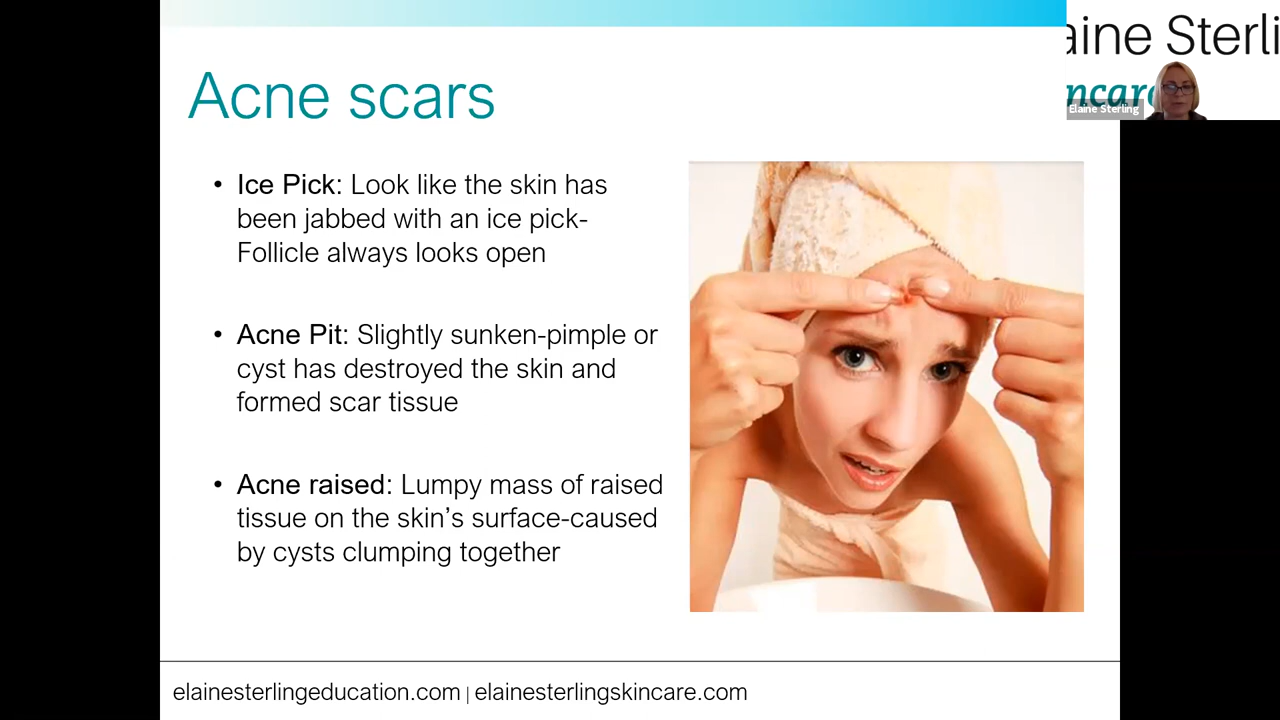 aine Sterli
ncare
Elaine Sterling
Acne scars
• Ice Pick: Look like the skin has
been jabbed with an ice pick-
Follicle always looks open
• Acne Pit: Slightly sunken-pimple or
cyst has destroyed the skin and
formed scar tissue
• Acne raised: Lumpy mass of raised
tissue on the skin’s surface-caused
by cysts clumping together
elainesterlingeducation.com | elainesterlingskincare.com